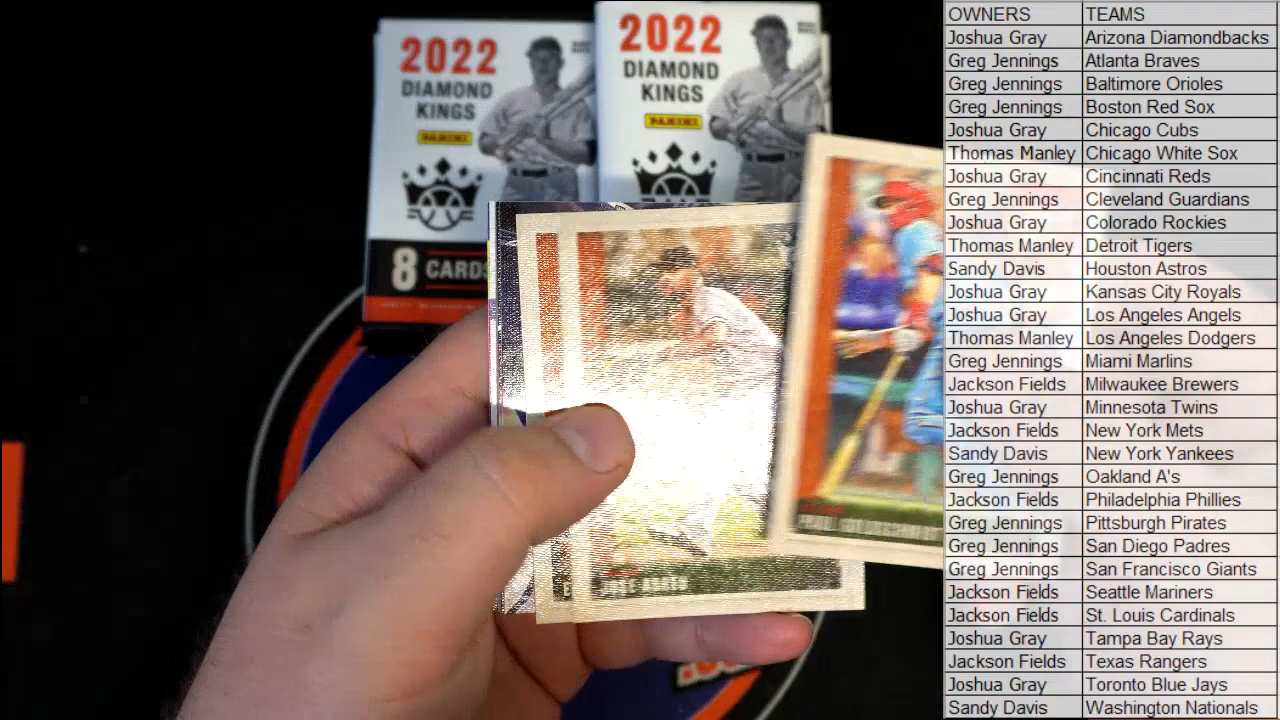 2022
DIAMOND
KINGS
PANINI
8 CARDS
2022
DIAMOND
KINGS
PANINI
JOSE ABREU
OWNERS TEAMS
Joshua Gray Arizona Diamondbacks
Greg Jennings Atlanta Braves
Greg Jennings Baltimore Orioles
Greg Jennings Boston Red Sox
Joshua Gray Chicago Cubs
Thomas Manley Chicago White Sox
Joshua Gray Cincinnati Reds
Greg Jennings Cleveland Guardians
Joshua Gray Colorado Rockies
Thomas Manley Detroit Tigers
Sandy Davis Houston Astros
Joshua Gray Kansas City Royals
Joshua Gray Los Angeles Angels
Thomas Manley Los Angeles Dodgers
Greg Jennings Miami Marlins
Jackson Fields Milwaukee Brewers
Joshua Gray Minnesota Twins
Jackson Fields New York Mets
Sandy Davis New York Yankees
Greg Jennings Oakland A's
Jackson Fields Philadelphia Phillies
Greg Jennings Pittsburgh Pirates
Greg Jennings San Diego Padres
Greg Jennings San Francisco Giants
Jackson Fields Seattle Mariners
Jackson Fields St. Louis Cardinals
Joshua Gray Tampa Bay Rays
Jackson Fields Texas Rangers
Joshua Gray Toronto Blue Jays
Sandy Davis Washington Nationals